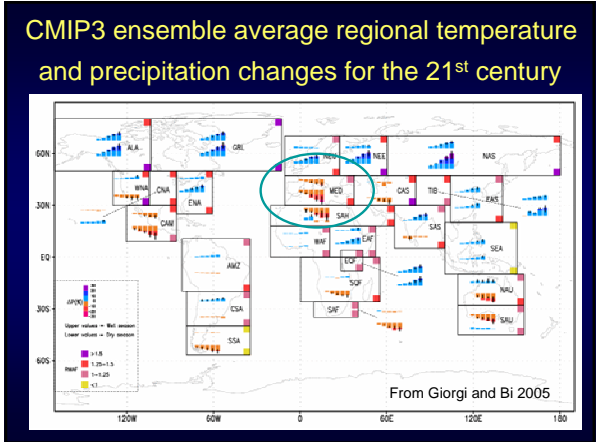 CMIP3 ensemble average regional temperature
and precipitation changes for the 21st century
60N
30N
EQ
30S
60S
ALA
GRL
NEU
NEE
NAS
WNA
CNA
ENA
CAM
MED
CAS
TIB
EAS
SAH
SAS
WAF
EAF
SEA
EQF
AMZ
SQF
SSA
NAU
SAF
SAU
Upper values → Wet season
Lower values → Dry season
>1.5
1.25-1.5
1-1.25
<1
From Giorgi and Bi 2005
120W
60W
0
60E
120E
180